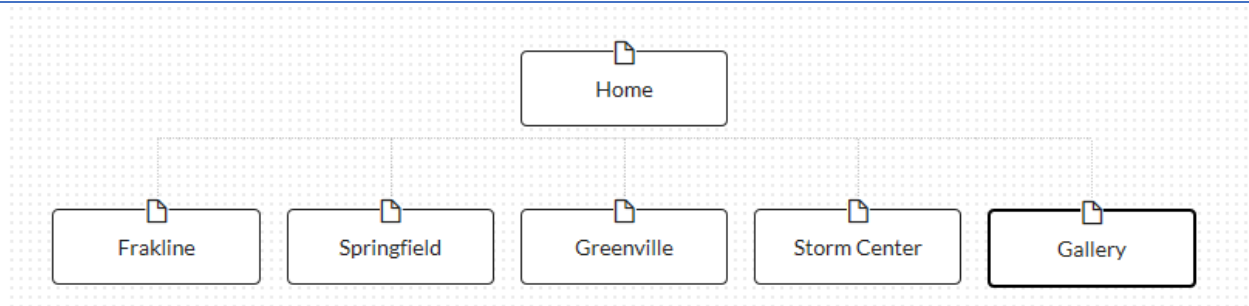 Home
Frakline
Springfield
Greenville
Storm Center
Gallery